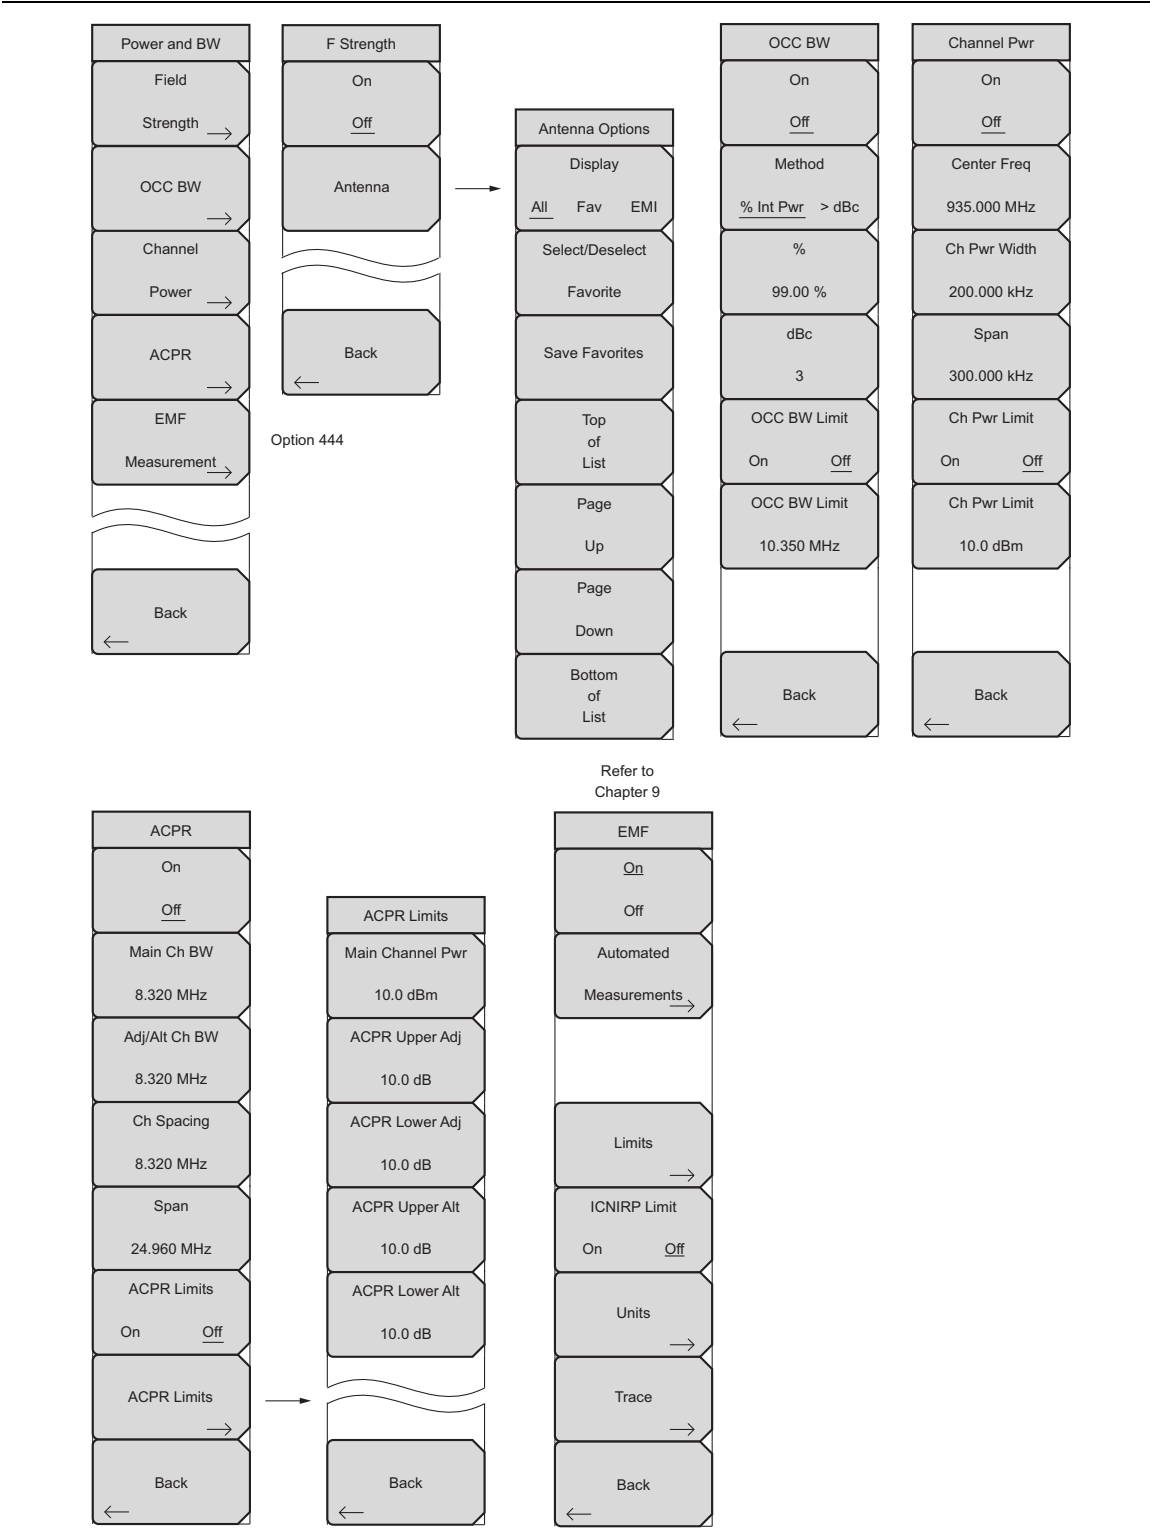 Power and BW
Field
Strength
OCC BW
Channel
Power
ACPR
EMF
Measurement
Back
Option 444
F Strength
On
Off
Antenna
Back
Antenna Options
Display
All Fav EMI
Select/Deselect
Favorite
Save Favorites
Top
of
List
Page
Up
Page
Down
Bottom
of
List
OCC BW
On
Off
Method
% Int Pwr > dBc
%
99.00 %
dBc
3
OCC BW Limit
On Off
OCC BW Limit
10.350 MHz
Back
Channel Pwr
On
Off
Center Freq
935.000 MHz
Ch Pwr Width
200.000 kHz
Span
300.000 kHz
Ch Pwr Limit
On Off
Ch Pwr Limit
10.0 dBm
Back
ACPR
On
Off
Main Ch BW
8.320 MHz
Adj/Alt Ch BW
8.320 MHz
Ch Spacing
8.320 MHz
Span
24.960 MHz
ACPR Limits
On Off
ACPR Limits
Back
ACPR Limits
Main Channel Pwr
10.0 dBm
ACPR Upper Adj
10.0 dB
ACPR Lower Adj
10.0 dB
ACPR Upper Alt
10.0 dB
ACPR Lower Alt
10.0 dB
Back
Refer to
Chapter 9
EMF
On
Off
Automated
Measurements
Limits
ICNIRP Limit
On Off
Units
Trace
Back